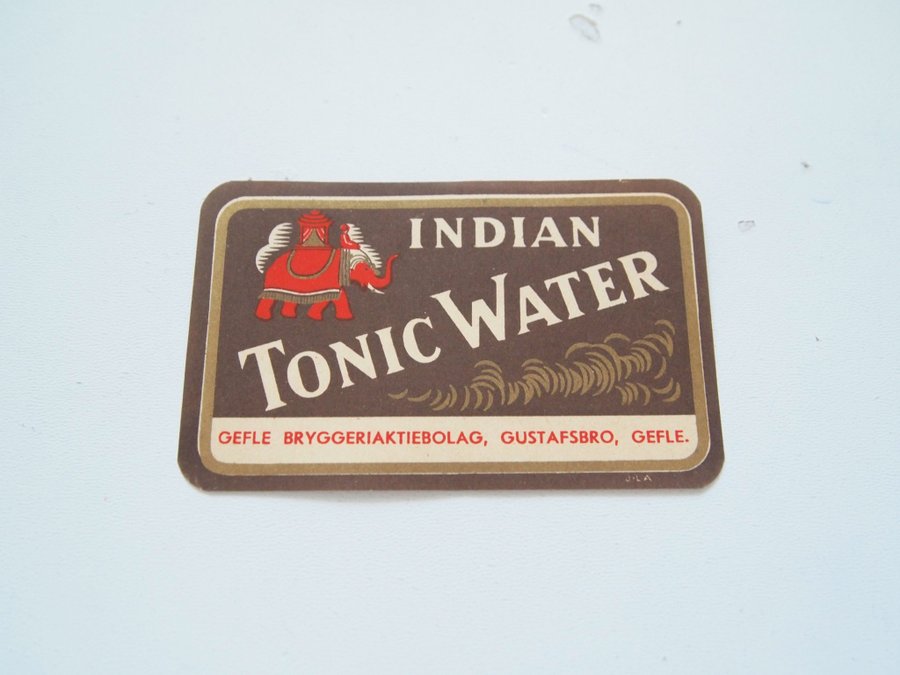 INDIAN
TONIC WATER
GEFLE BRYGGERIAKTIEBOLAG, GUSTAFSBRO, GEFLE.
J·L·A